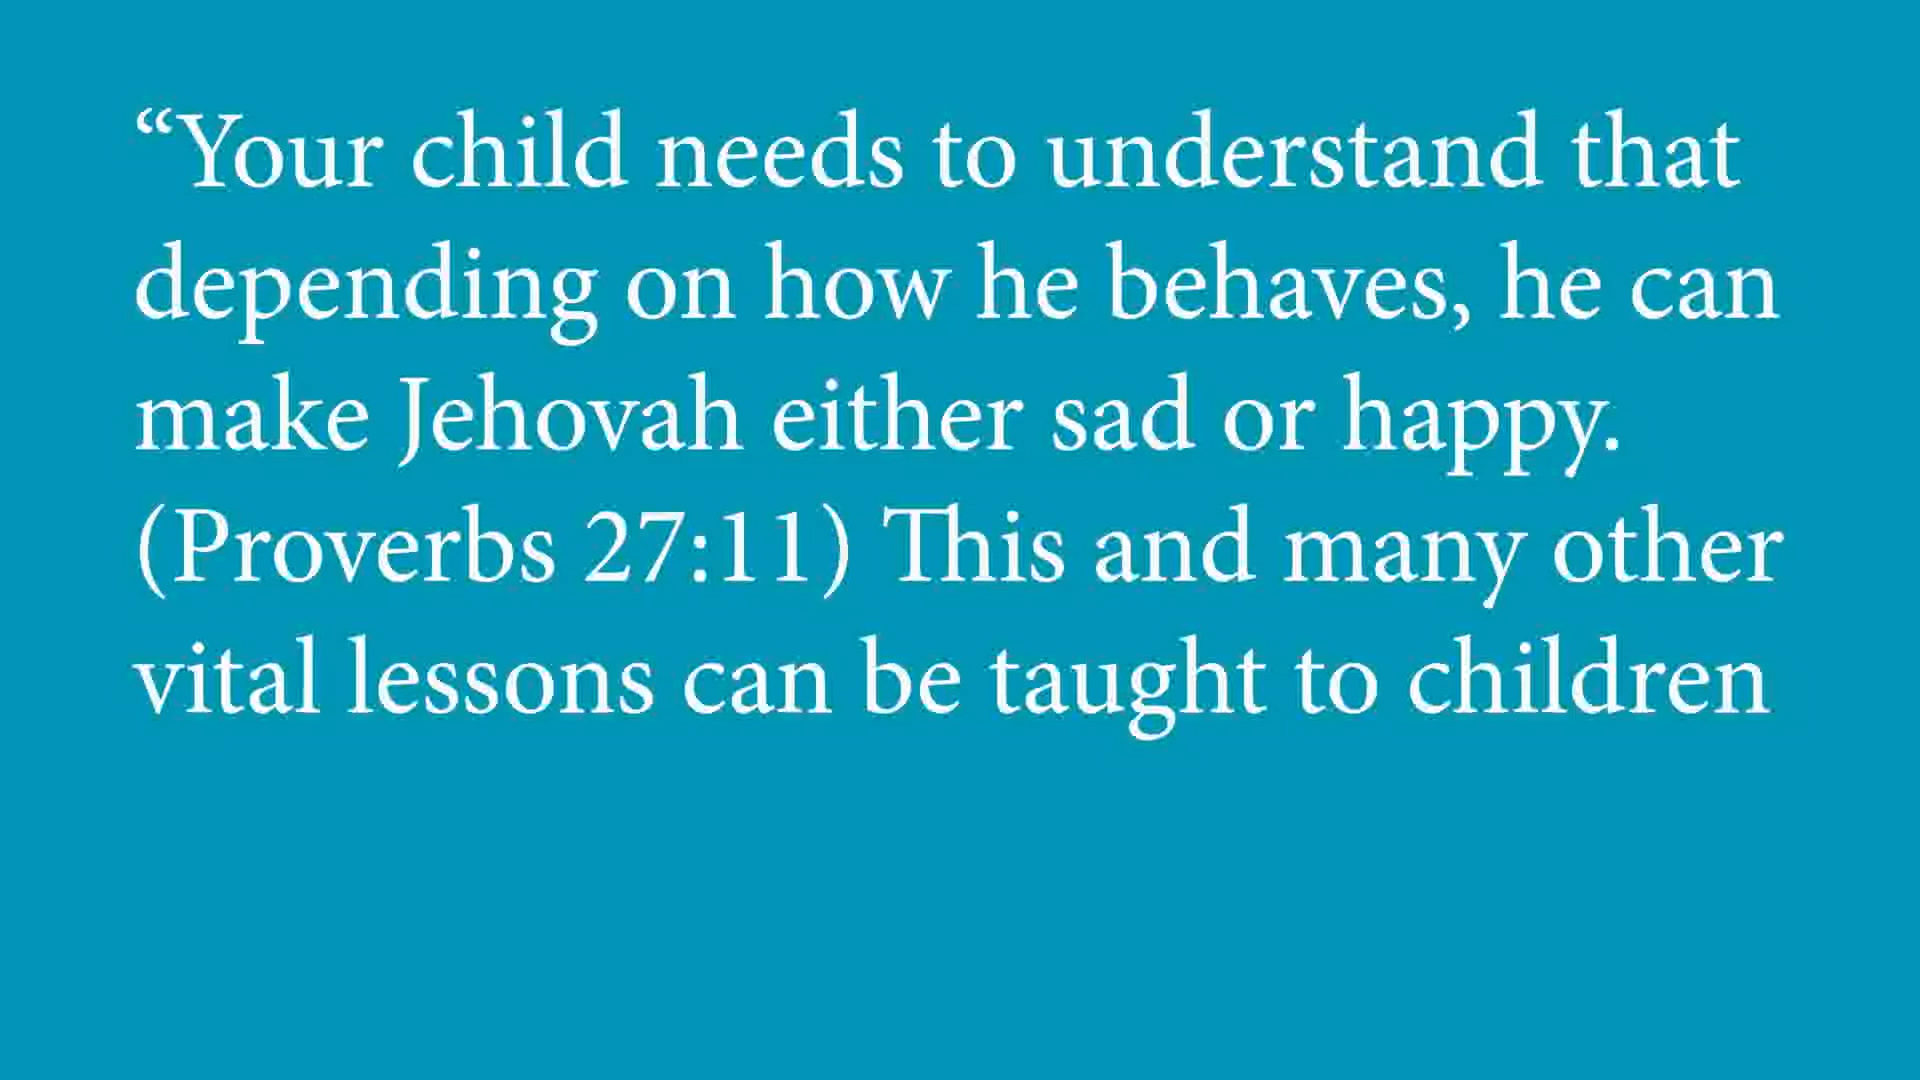 “Your child needs to understand that
depending on how he behaves, he can
make Jehovah either sad or happy.
(Proverbs 27:11) This and many other
vital lessons can be taught to children